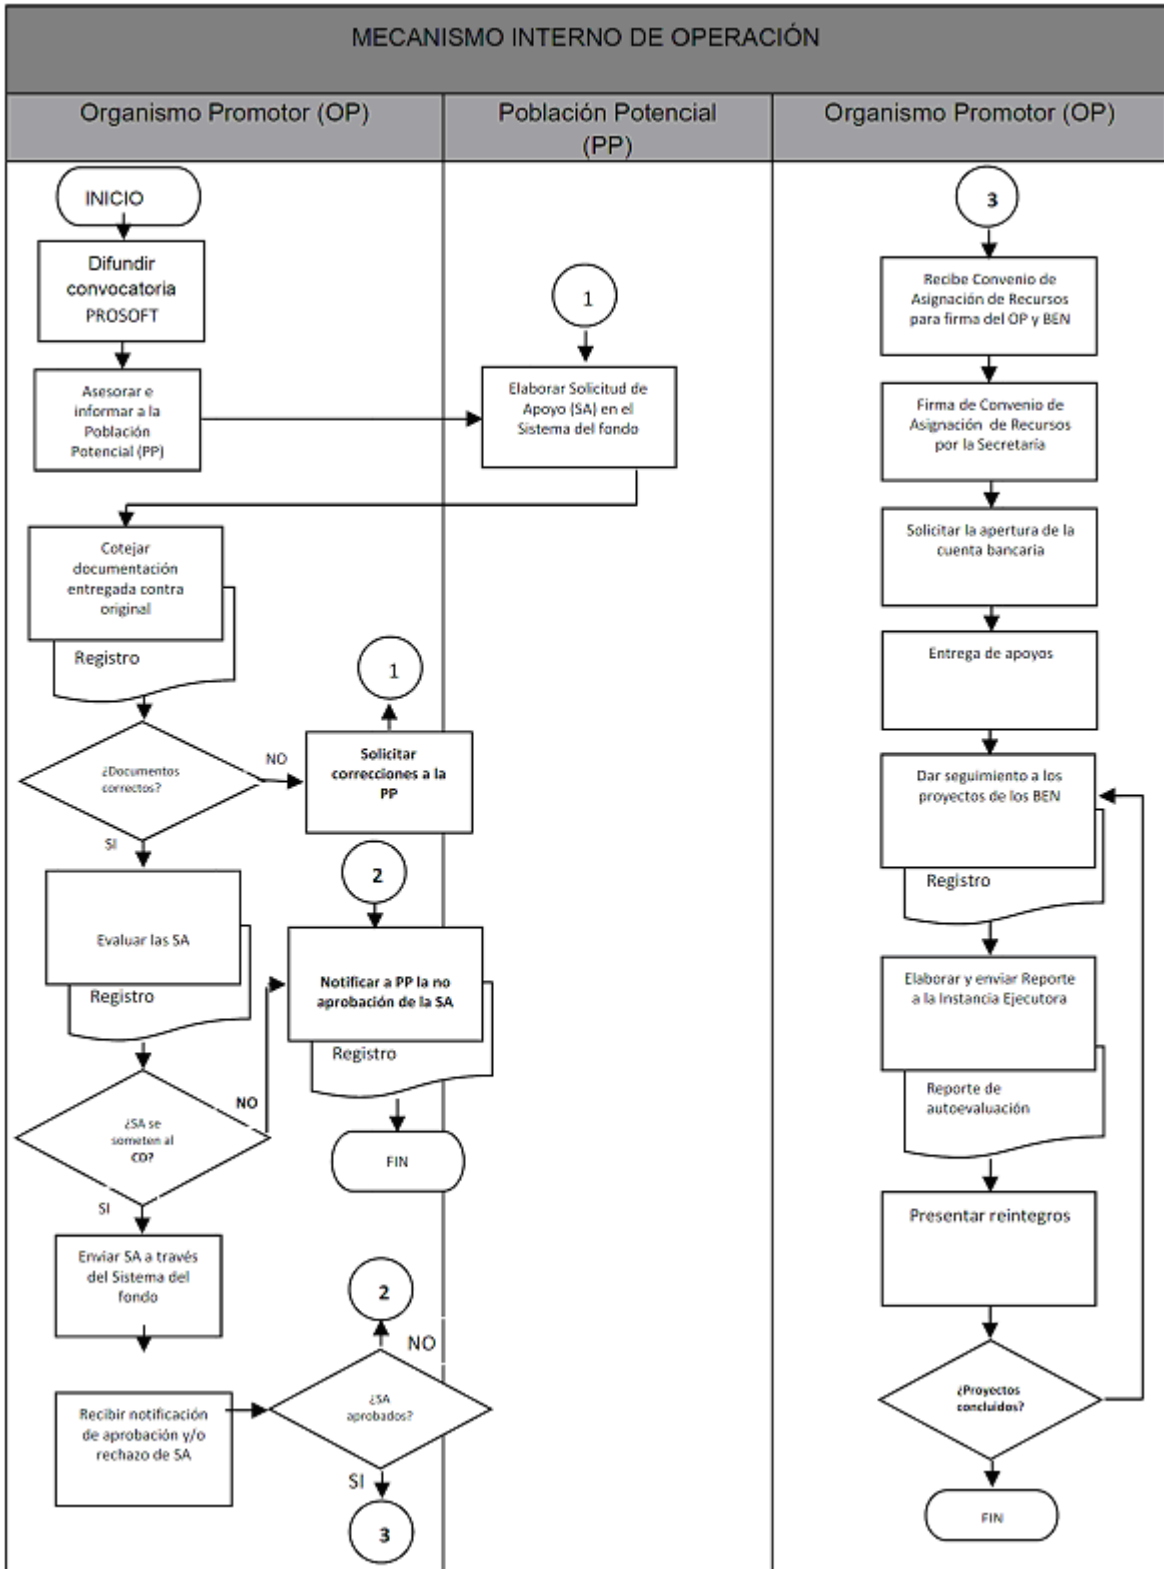 MECANISMO INTERNO DE OPERACIÓN
Organismo Promotor (OP)
Población Potencial
(PP)
Organismo Promotor (OP)
INICIO
Difundir
convocatoria
PROSOFT
Asesorar e
informar a la
Población
Potencial (PP)
1
Elaborar Solicitud de
Apoyo (SA) en el
Sistema del fondo
Cotejar
documentación
entregada contra
original
Registro
1
¿Documentos
correctos?
NO
Solicitar
correcciones a la
PP
SI
2
Evaluar las SA
Registro
Notificar a PP la no
aprobación de la SA
Registro
¿SA se
someten al
CD?
NO
FIN
SI
Enviar SA a través
del Sistema del
fondo
2
NO
Recibir notificación
de aprobación y/o
rechazo de SA
¿SA
aprobados?
SI
3
3
Recibe Convenio de
Asignación de Recursos
para firma del OP y BEN
Firma de Convenio de
Asignación de Recursos
por la Secretaría
Solicitar la apertura de la
cuenta bancaria
Entrega de apoyos
Dar seguimiento a los
proyectos de los BEN
Registro
Elaborar y enviar Reporte
a la Instancia Ejecutora
Reporte de
autoevaluación
Presentar reintegros
¿Proyectos
concluidos?
FIN